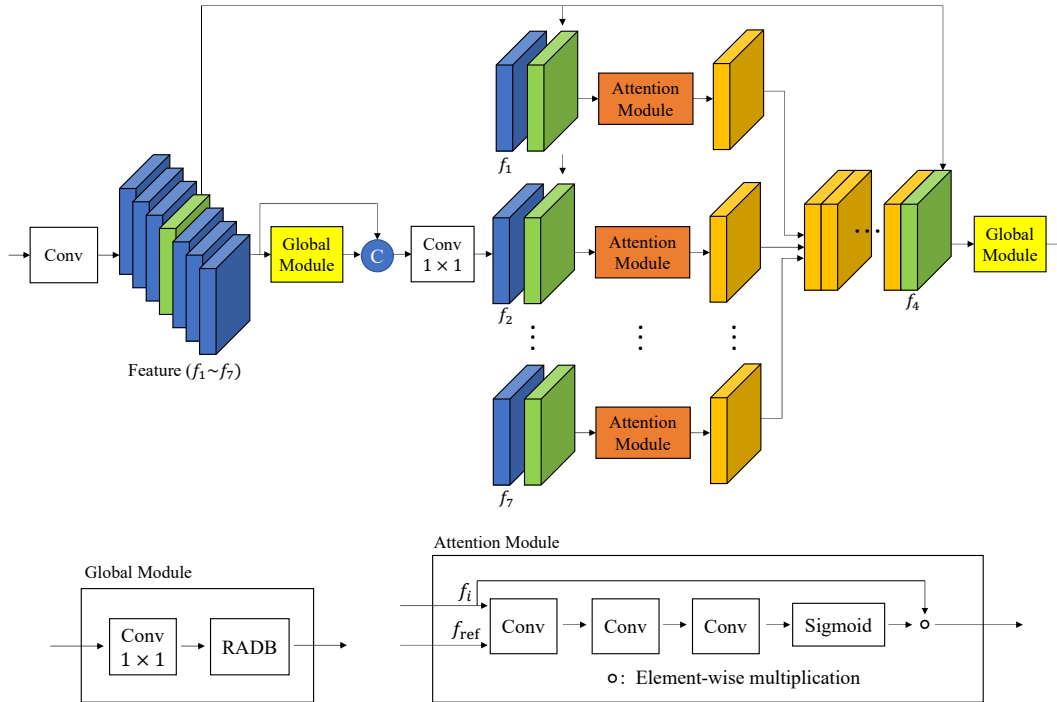 Attention
Module
f₁
Conv
Global
Module
C
Conv
1 × 1
Attention
Module
f₂
Global
Module
f₄
Feature (f₁~f₇)
Attention
Module
f₇
Global Module
Conv
1 × 1
RADB
Attention Module
fᵢ
f_ref
Conv
Conv
Conv
Sigmoid
o: Element-wise multiplication